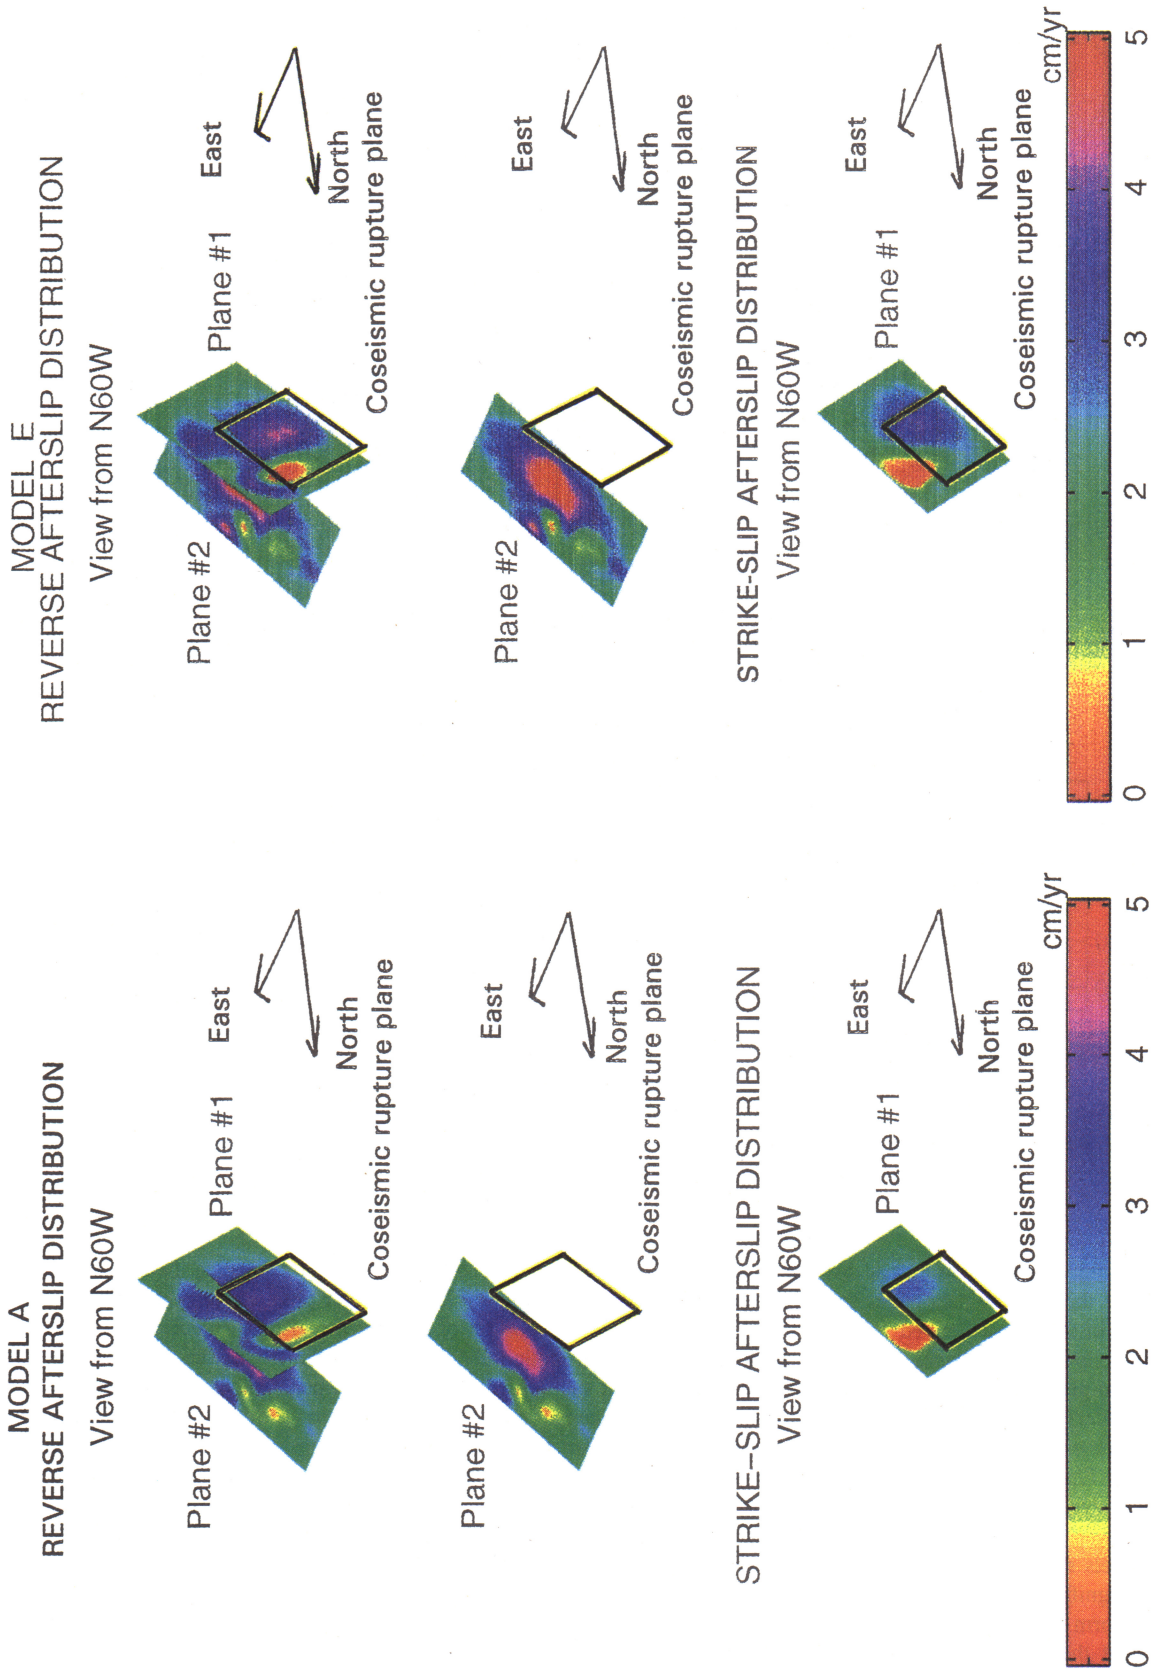 MODEL A
REVERSE AFTERSLIP DISTRIBUTION
View from N60W
Plane #2
Plane #1
East
North
Coseismic rupture plane
Plane #2
East
North
Coseismic rupture plane
STRIKE-SLIP AFTERSLIP DISTRIBUTION
View from N60W
Plane #1
East
North
Coseismic rupture plane
cm/yr
0 1 2 3 4 5
MODEL E
REVERSE AFTERSLIP DISTRIBUTION
View from N60W
Plane #2
Plane #1
East
North
Coseismic rupture plane
Plane #2
East
North
Coseismic rupture plane
STRIKE-SLIP AFTERSLIP DISTRIBUTION
View from N60W
Plane #1
East
North
Coseismic rupture plane
cm/yr
0 1 2 3 4 5